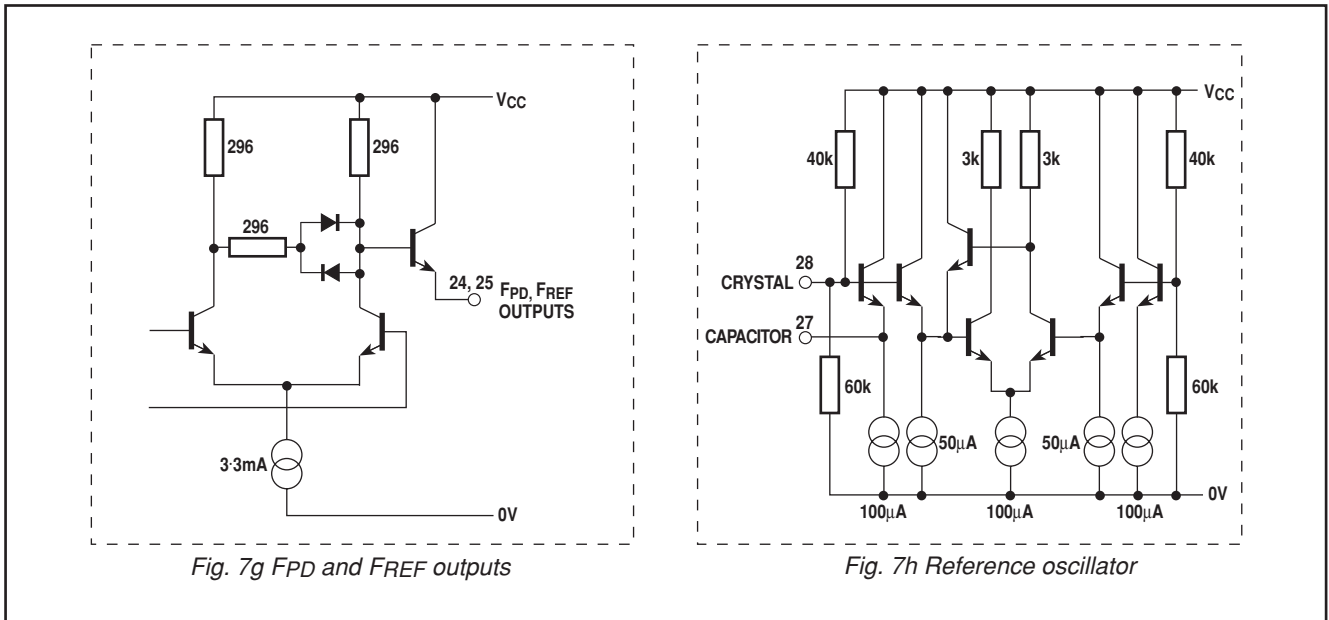 VCC
296
296
296
24, 25
FPD, FREF
OUTPUTS
3·3mA
0V
Fig. 7g FPD and FREF outputs
VCC
40k
3k
3k
40k
28
CRYSTAL
27
CAPACITOR
60k
50µA
50µA
60k
0V
100µA
100µA
100µA
Fig. 7h Reference oscillator